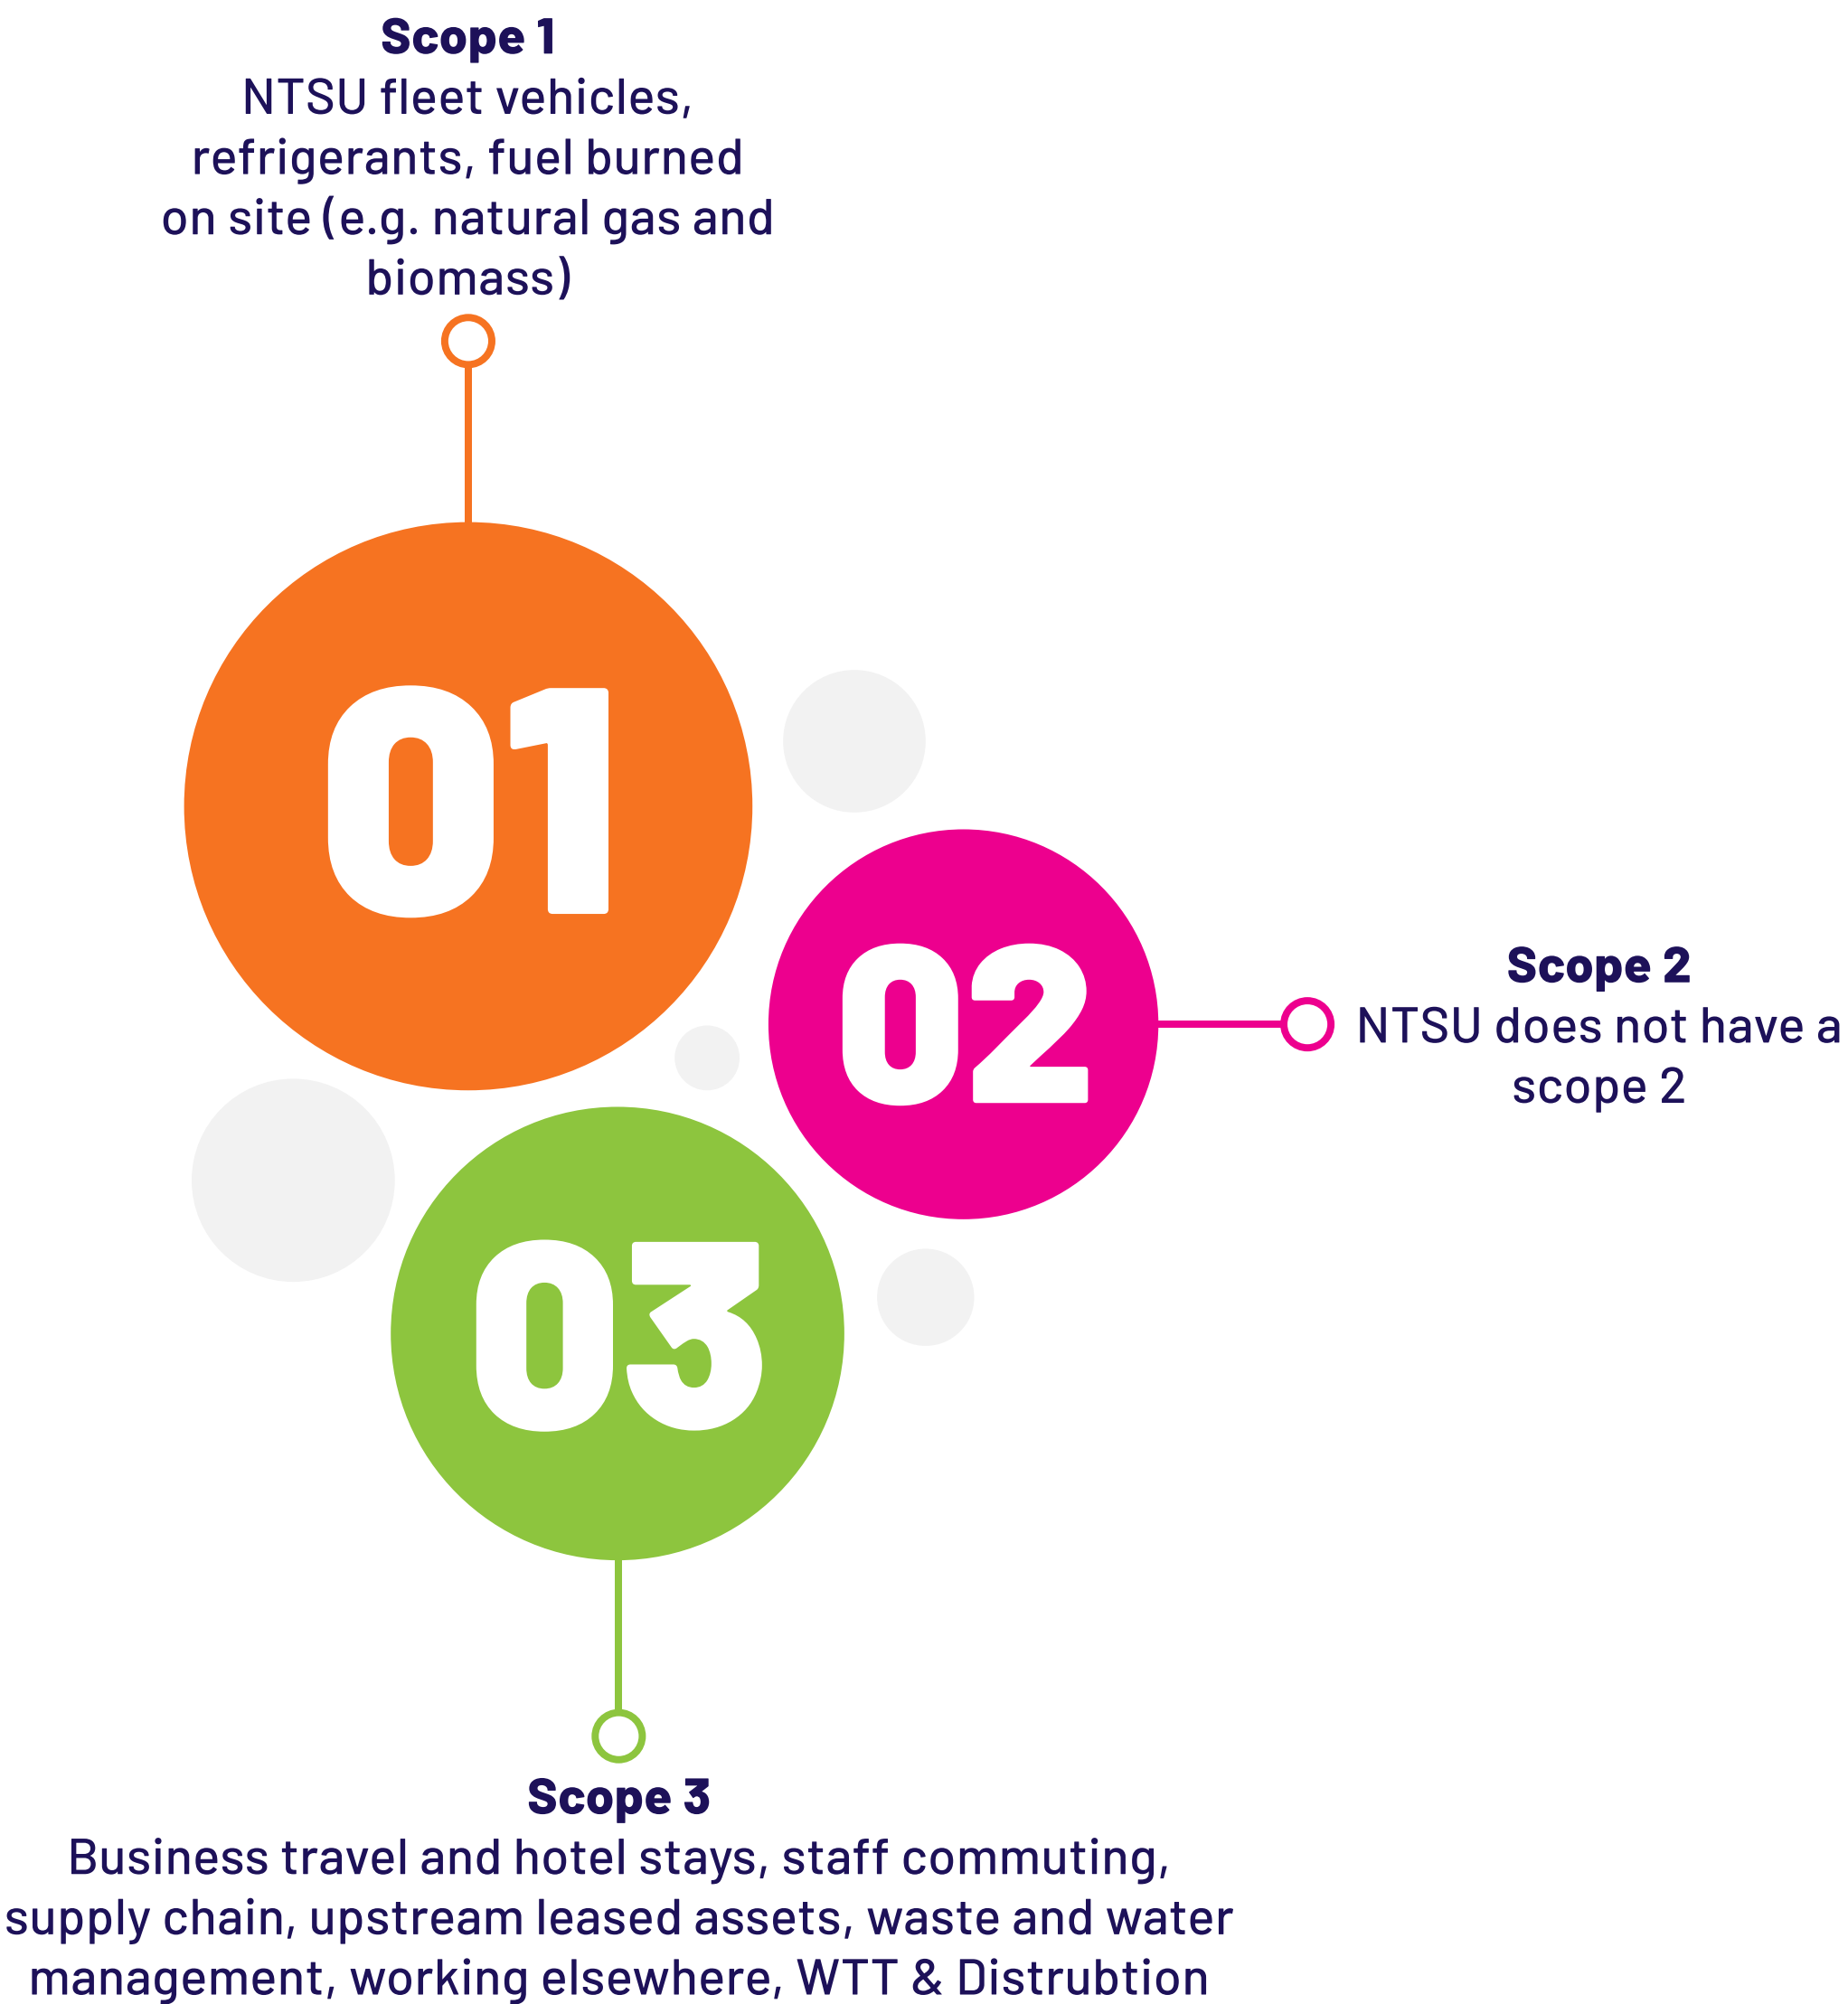 Scope 1
NTSU fleet vehicles,
refrigerants, fuel burned
on site (e.g. natural gas and
biomass)
01
02
Scope 2
NTSU does not have a
scope 2
03
Scope 3
Business travel and hotel stays, staff commuting,
supply chain, upstream leased assets, waste and water
management, working elsewhere, WTT & Distrubtion